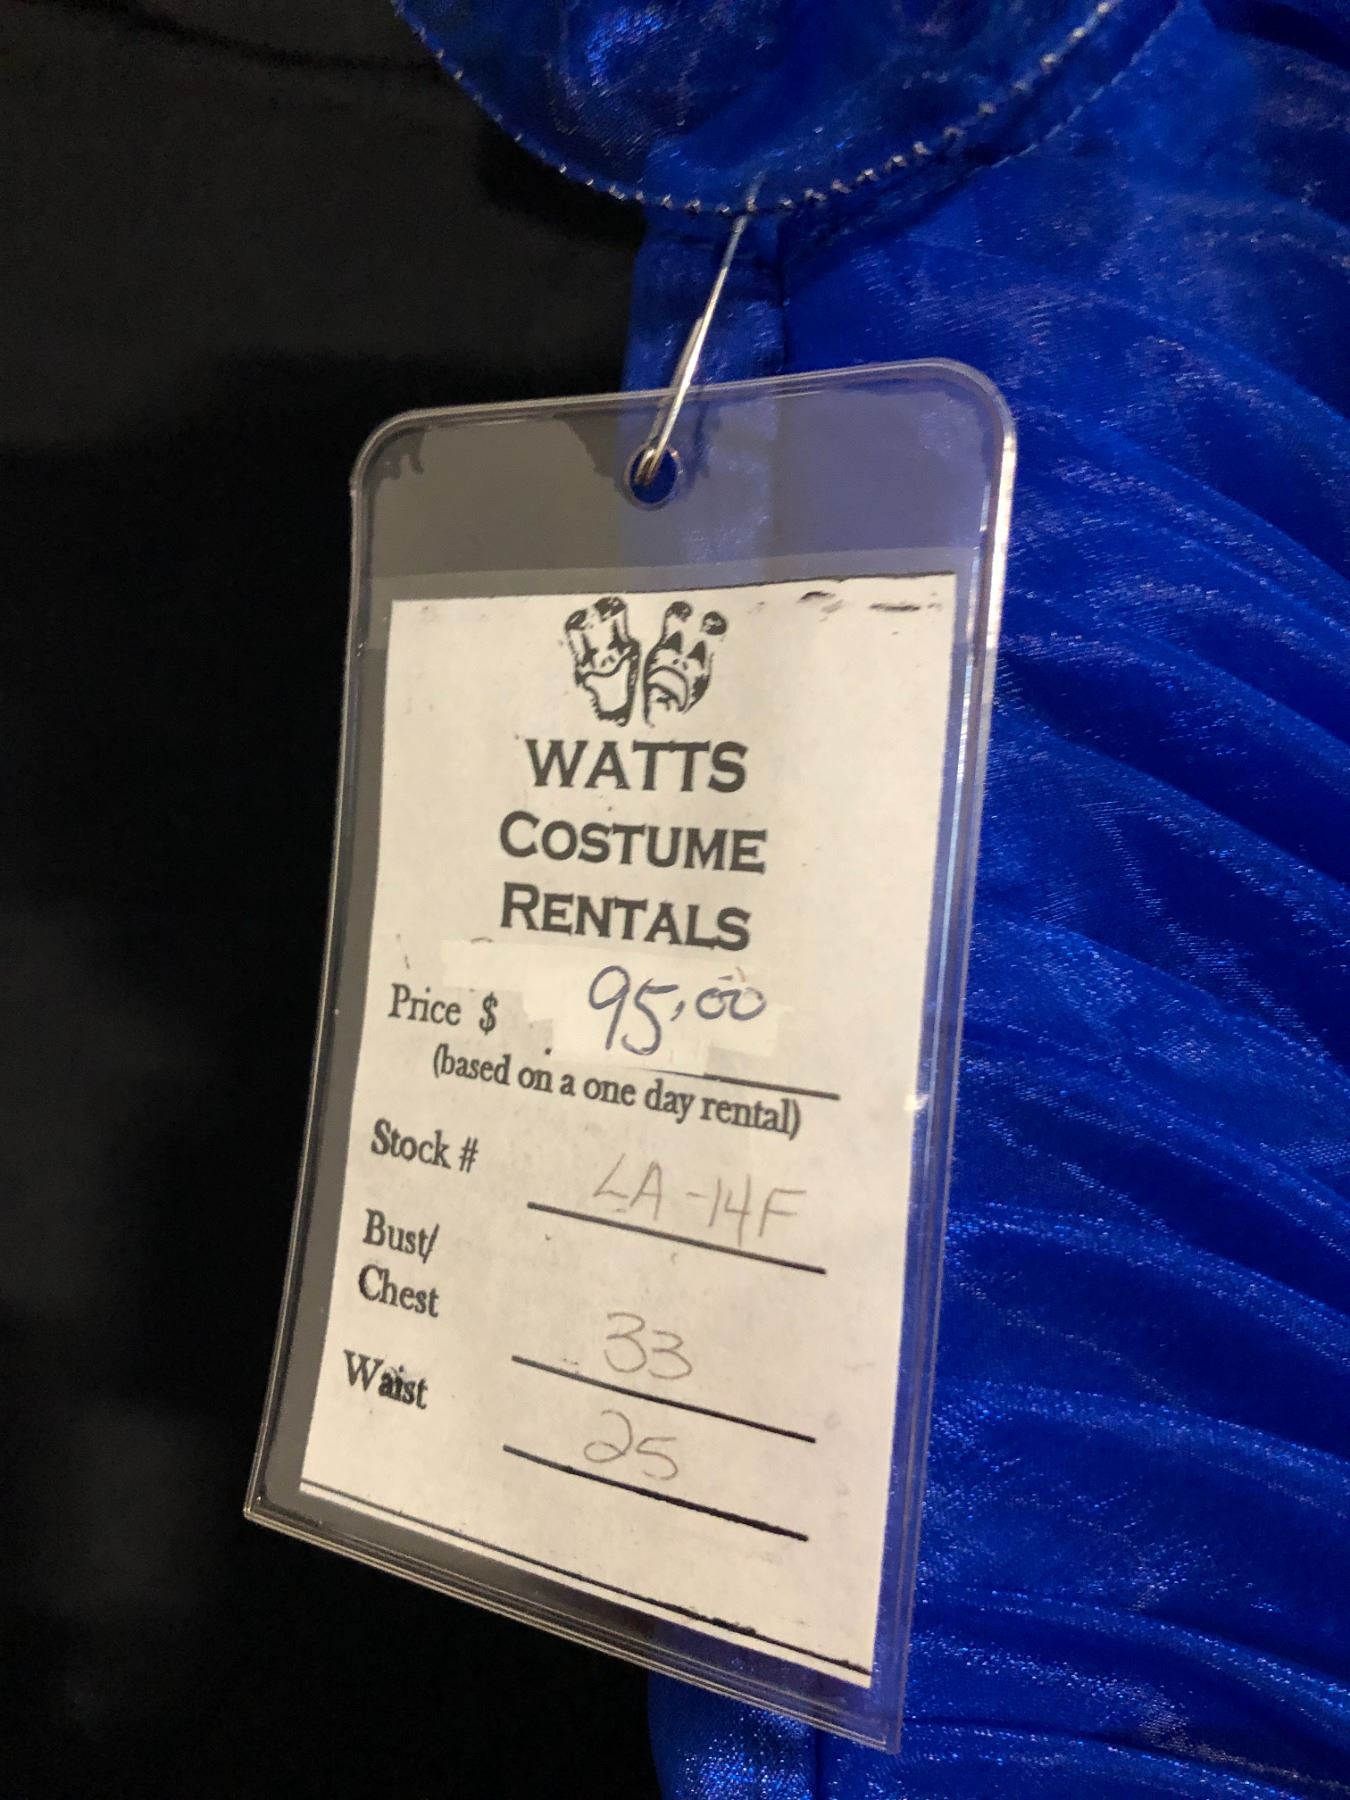 WATTS
COSTUME
RENTALS
Price $ 95.00
(based on a one day rental)
Stock # LA-14F
Bust/
Chest 33
Waist 25